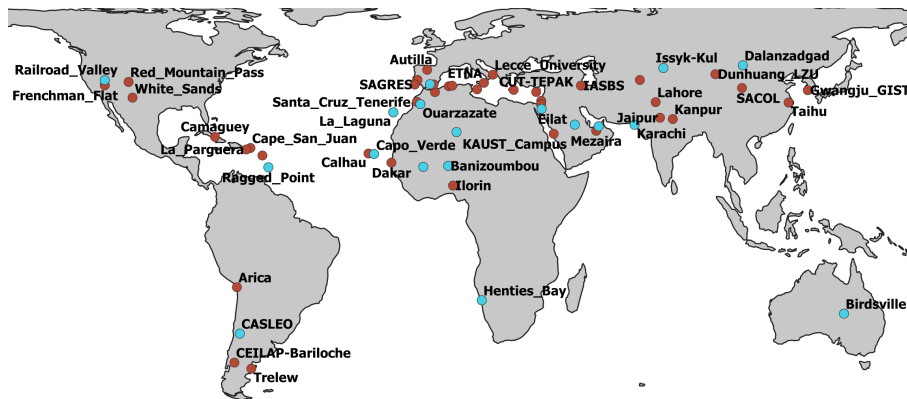 Autilla
Lecce_University
Issyk-Kul
Dalanzadgad
Railroad_Valley
Red_Mountain_Pass
ETNA
Dunhuang_LZU
SAGRES
CUT-TEPAK
IASBS
Frenchman_Flat
White_Sands
Gwangju_GIST
Lahore
SACOL
Santa_Cruz_Tenerife
Ouarzazate
Kanpur
Taihu
La_Laguna
Eilat
Jaipur
Camaguey
Karachi
Cape_San_Juan
Capo_Verde
KAUST_Campus
Mezaira
La_Parguera
Calhau
Banizoumbou
Dakar
Ragged_Point
Ilorin
Arica
Henties_Bay
Birdsville
CASLEO
CEILAP-Bariloche
Trelew